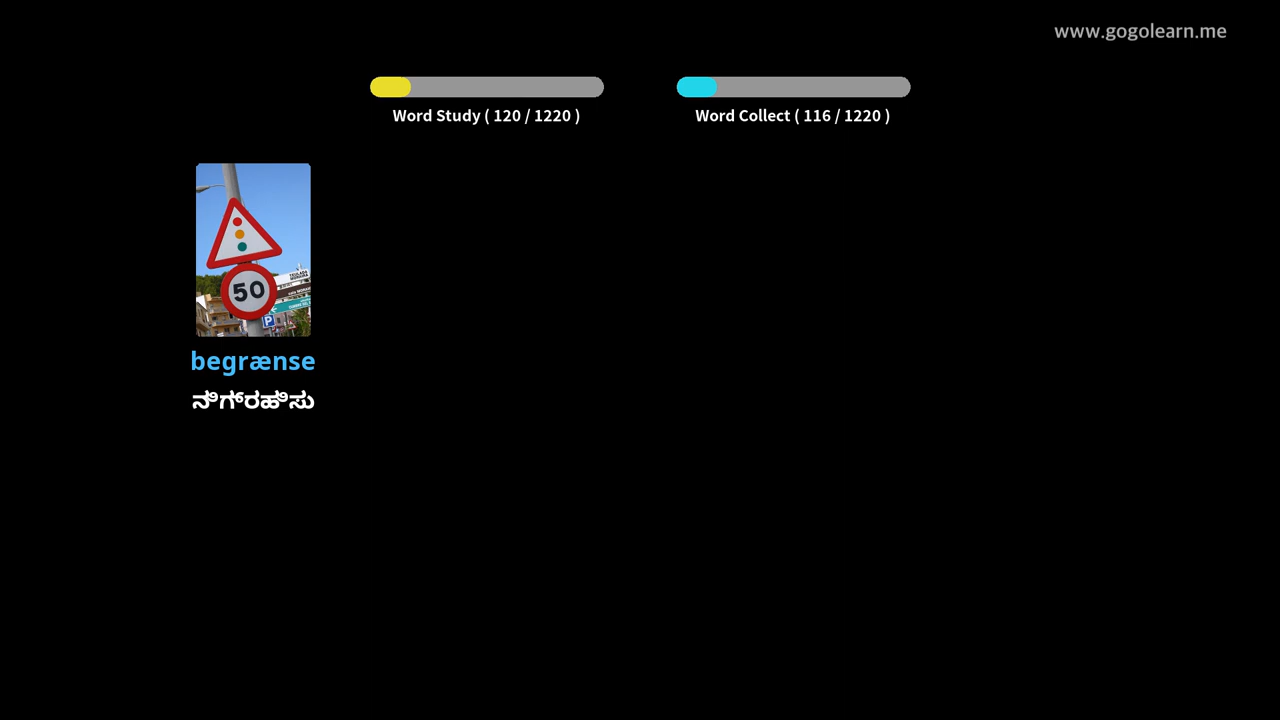 www.gogolearn.me
Word Study ( 120 / 1220 )
Word Collect ( 116 / 1220 )
50
P
begrænse
ನಿಗ್ರಹಿಸು